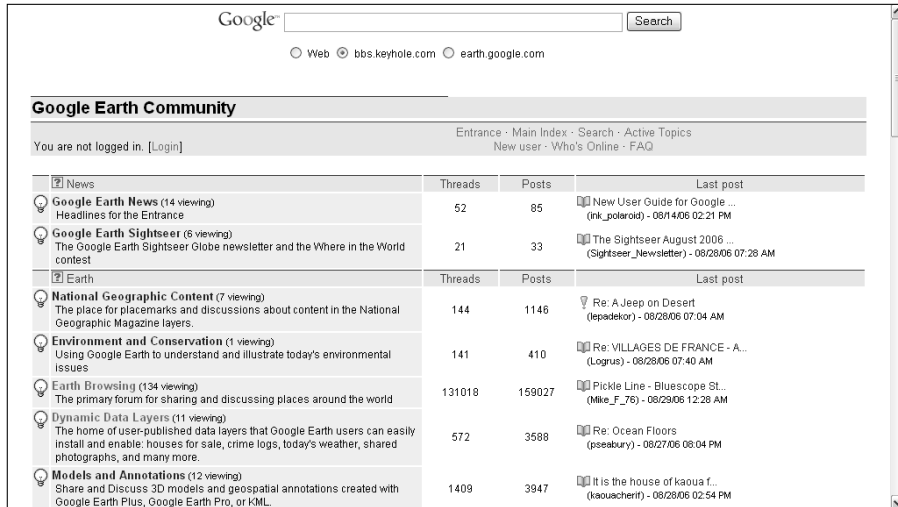 Google™ Search
Web bbs.keyhole.com earth.google.com
Google Earth Community
Entrance · Main Index · Search · Active Topics
You are not logged in. [Login]
New user · Who's Online · FAQ
? News Threads Posts Last post
Google Earth News (14 viewing)
Headlines for the Entrance
52 85
New User Guide for Google ...
(ink_polaroid) - 08/14/06 02:21 PM
Google Earth Sightseer (6 viewing)
The Google Earth Sightseer Globe newsletter and the Where in the World
contest
21 33
The Sightseer August 2006 ...
(Sightseer_Newsletter) - 08/28/06 07:28 AM
? Earth Threads Posts Last post
National Geographic Content (7 viewing)
The place for placemarks and discussions about content in the National
Geographic Magazine layers.
144 1146
Re: A Jeep on Desert
(lepadekor) - 08/28/06 07:04 AM
Environment and Conservation (1 viewing)
Using Google Earth to understand and illustrate today's environmental
issues
141 410
Re: VILLAGES DE FRANCE - A...
(Logrus) - 08/28/06 07:40 AM
Earth Browsing (134 viewing)
The primary forum for sharing and discussing places around the world
131018 159027
Pickle Line - Bluescope St...
(Mike_F_76) - 08/29/06 12:28 AM
Dynamic Data Layers (11 viewing)
The home of user-published data layers that Google Earth users can easily
install and enable: houses for sale, crime logs, today's weather, shared
photographs, and many more.
572 3588
Re: Ocean Floors
(pseabury) - 08/27/06 08:04 PM
Models and Annotations (12 viewing)
Share and Discuss 3D models and geospatial annotations created with
Google Earth Plus, Google Earth Pro, or KML.
1409 3947
It is the house of kaoua f...
(kaouacherif) - 08/28/06 02:54 PM